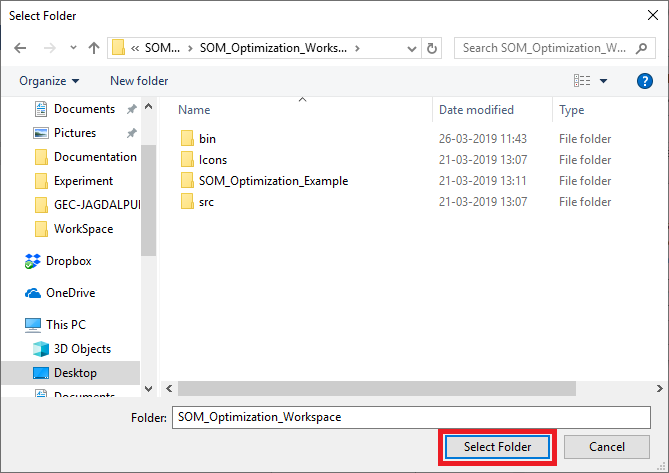 Select Folder
« SOM... > SOM_Optimization_Works... >
Search SOM_Optimization_W...
Organize New folder
Documents
Pictures
Documentation
Experiment
GEC-JAGDALPU
WorkSpace
Dropbox
OneDrive
This PC
3D Objects
Desktop
Documents
Name Date modified Type
bin 26-03-2019 11:43 File folder
Icons 21-03-2019 13:07 File folder
SOM_Optimization_Example 21-03-2019 13:11 File folder
src 21-03-2019 13:07 File folder
Folder: SOM_Optimization_Workspace
Select Folder Cancel